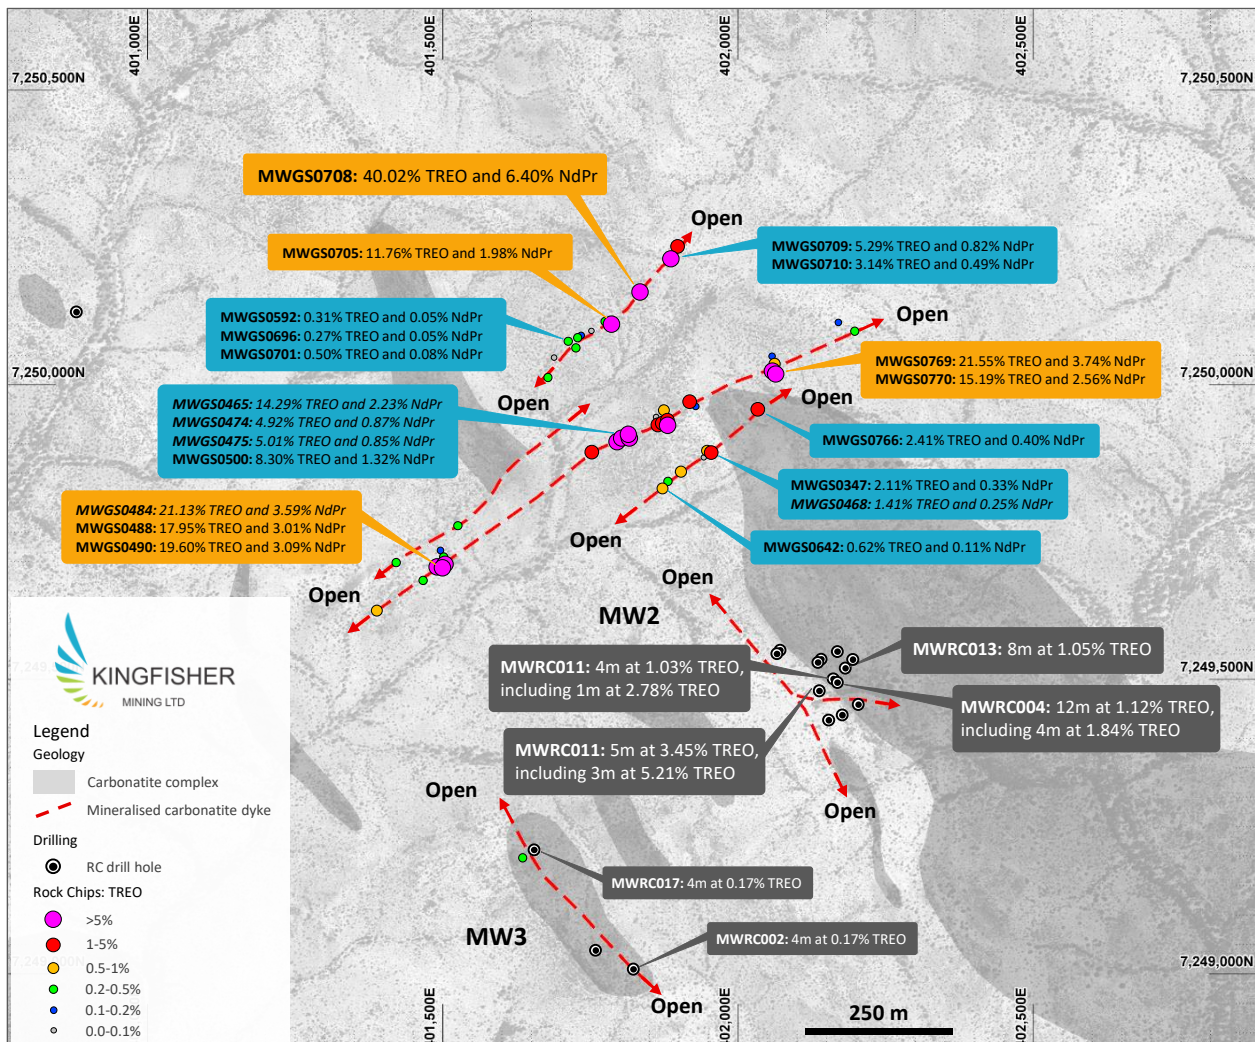 401,000E
401,500E
402,000E
402,500E
7,250,500N
7,250,500N
MWGS0708: 40.02% TREO and 6.40% NdPr
Open
MWGS0705: 11.76% TREO and 1.98% NdPr
MWGS0709: 5.29% TREO and 0.82% NdPr
MWGS0710: 3.14% TREO and 0.49% NdPr
MWGS0592: 0.31% TREO and 0.05% NdPr
MWGS0696: 0.27% TREO and 0.05% NdPr
MWGS0701: 0.50% TREO and 0.08% NdPr
Open
MWGS0769: 21.55% TREO and 3.74% NdPr
MWGS0770: 15.19% TREO and 2.56% NdPr
7,250,000N
7,250,000N
Open
Open
MWGS0465: 14.29% TREO and 2.23% NdPr
MWGS0474: 4.92% TREO and 0.87% NdPr
MWGS0475: 5.01% TREO and 0.85% NdPr
MWGS0500: 8.30% TREO and 1.32% NdPr
MWGS0766: 2.41% TREO and 0.40% NdPr
MWGS0347: 2.11% TREO and 0.33% NdPr
MWGS0468: 1.41% TREO and 0.25% NdPr
MWGS0484: 21.13% TREO and 3.59% NdPr
MWGS0488: 17.95% TREO and 3.01% NdPr
MWGS0490: 19.60% TREO and 3.09% NdPr
Open
MWGS0642: 0.62% TREO and 0.11% NdPr
Open
Open
MW2
MWRC011: 4m at 1.03% TREO,
including 1m at 2.78% TREO
MWRC013: 8m at 1.05% TREO
7,249,500N
7,249,500N
MWRC004: 12m at 1.12% TREO,
including 4m at 1.84% TREO
MWRC011: 5m at 3.45% TREO,
including 3m at 5.21% TREO
Open
Open
MWRC017: 4m at 0.17% TREO
MW3
MWRC002: 4m at 0.17% TREO
7,249,000N
7,249,000N
Open
250 m
401,500E
402,000E
402,500E
KINGFISHER
MINING LTD
Legend
Geology
Carbonatite complex
Mineralised carbonatite dyke
Drilling
RC drill hole
Rock Chips: TREO
>5%
1-5%
0.5-1%
0.2-0.5%
0.1-0.2%
0.0-0.1%